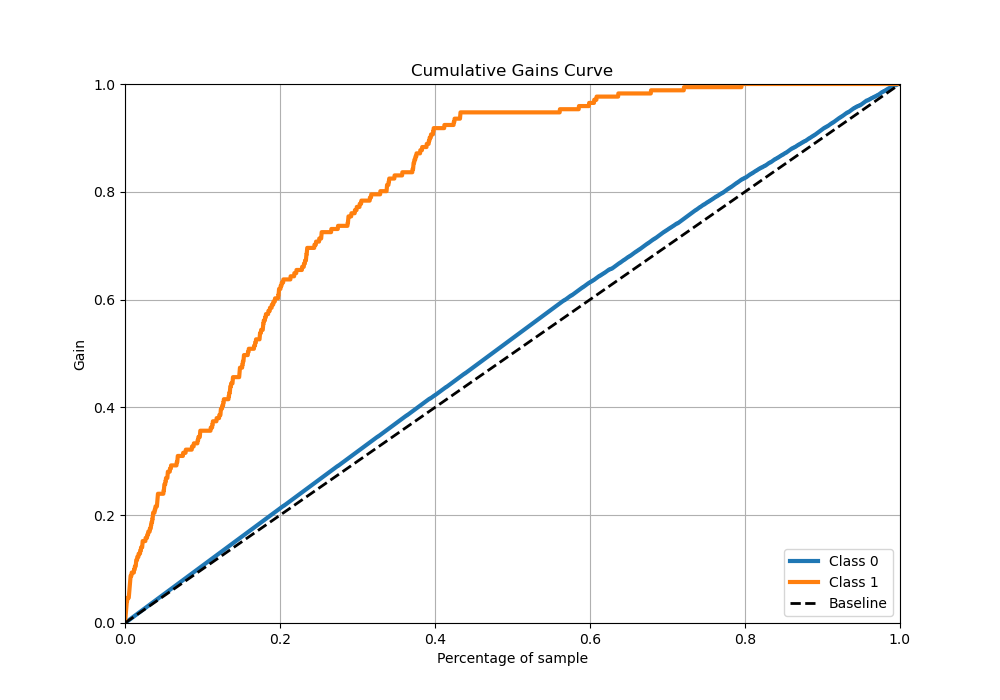 Cumulative Gains Curve
1.0
0.8
0.6
0.4
0.2
0.0
Gain
0.0 0.2 0.4 0.6 0.8 1.0
Percentage of sample
Class 0
Class 1
Baseline